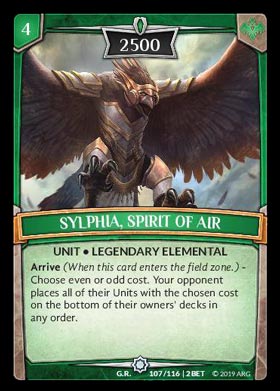 4
2500
SYLPHIA, SPIRIT OF AIR
UNIT • LEGENDARY ELEMENTAL
Arrive (When this card enters the field zone.) -
Choose even or odd cost. Your opponent
places all of their Units with the chosen cost
on the bottom of their owners' decks in
any order.
G.R. 107/116 | 2BET © 2019 ARG